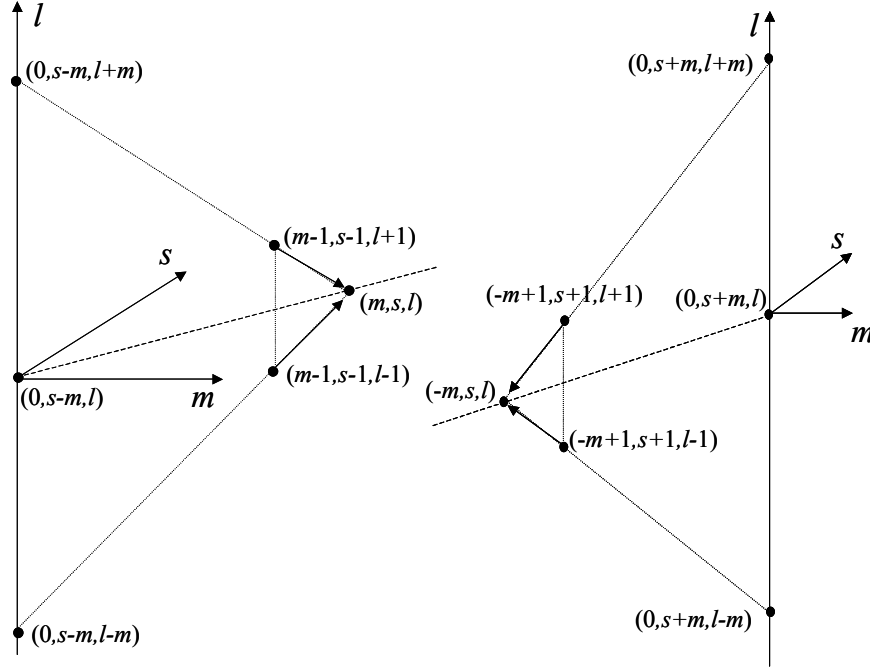 l
(0,s-m,l+m)
(m-1,s-1,l+1)
s
(m,s,l)
(m-1,s-1,l-1)
(0,s-m,l)
m
(0,s-m,l-m)
l
(0,s+m,l+m)
s
(-m+1,s+1,l+1)
(0,s+m,l)
m
(-m,s,l)
(-m+1,s+1,l-1)
(0,s+m,l-m)